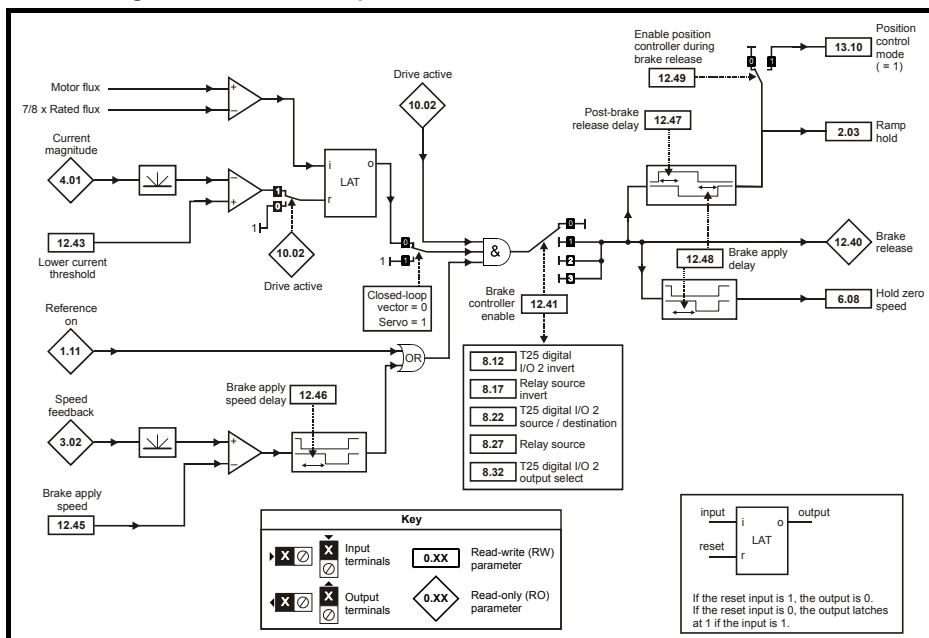 Motor flux
7/8 x Rated flux
+
−
Current
magnitude
4.01
−
+
12.43
Lower current
threshold
1
0
1
10.02
Drive active
i
o
LAT
r
Drive active
10.02
0
1
1
Closed-loop
vector = 0
Servo = 1
&
0
1
2
3
Brake
controller
enable
12.41
8.12
T25 digital
I/O 2 invert
8.17
Relay source
invert
8.22
T25 digital I/O 2
source / destination
8.27
Relay source
8.32
T25 digital I/O 2
output select
Reference
on
1.11
OR
Speed
feedback
3.02
+
−
Brake apply
speed delay
12.46
Brake apply
speed
12.45
Enable position
controller during
brake release
12.49
0
1
13.10
Position
control
mode
( = 1)
Post-brake
release delay
12.47
2.03
Ramp
hold
12.40
Brake
release
12.48
Brake apply
delay
6.08
Hold zero
speed
Key
X
X
Input
terminals
0.XX
Read-write (RW)
parameter
X
X
Output
terminals
0.XX
Read-only (RO)
parameter
input
i
o
output
LAT
reset
r
If the reset input is 1, the output is 0.
If the reset input is 0, the output latches
at 1 if the input is 1.